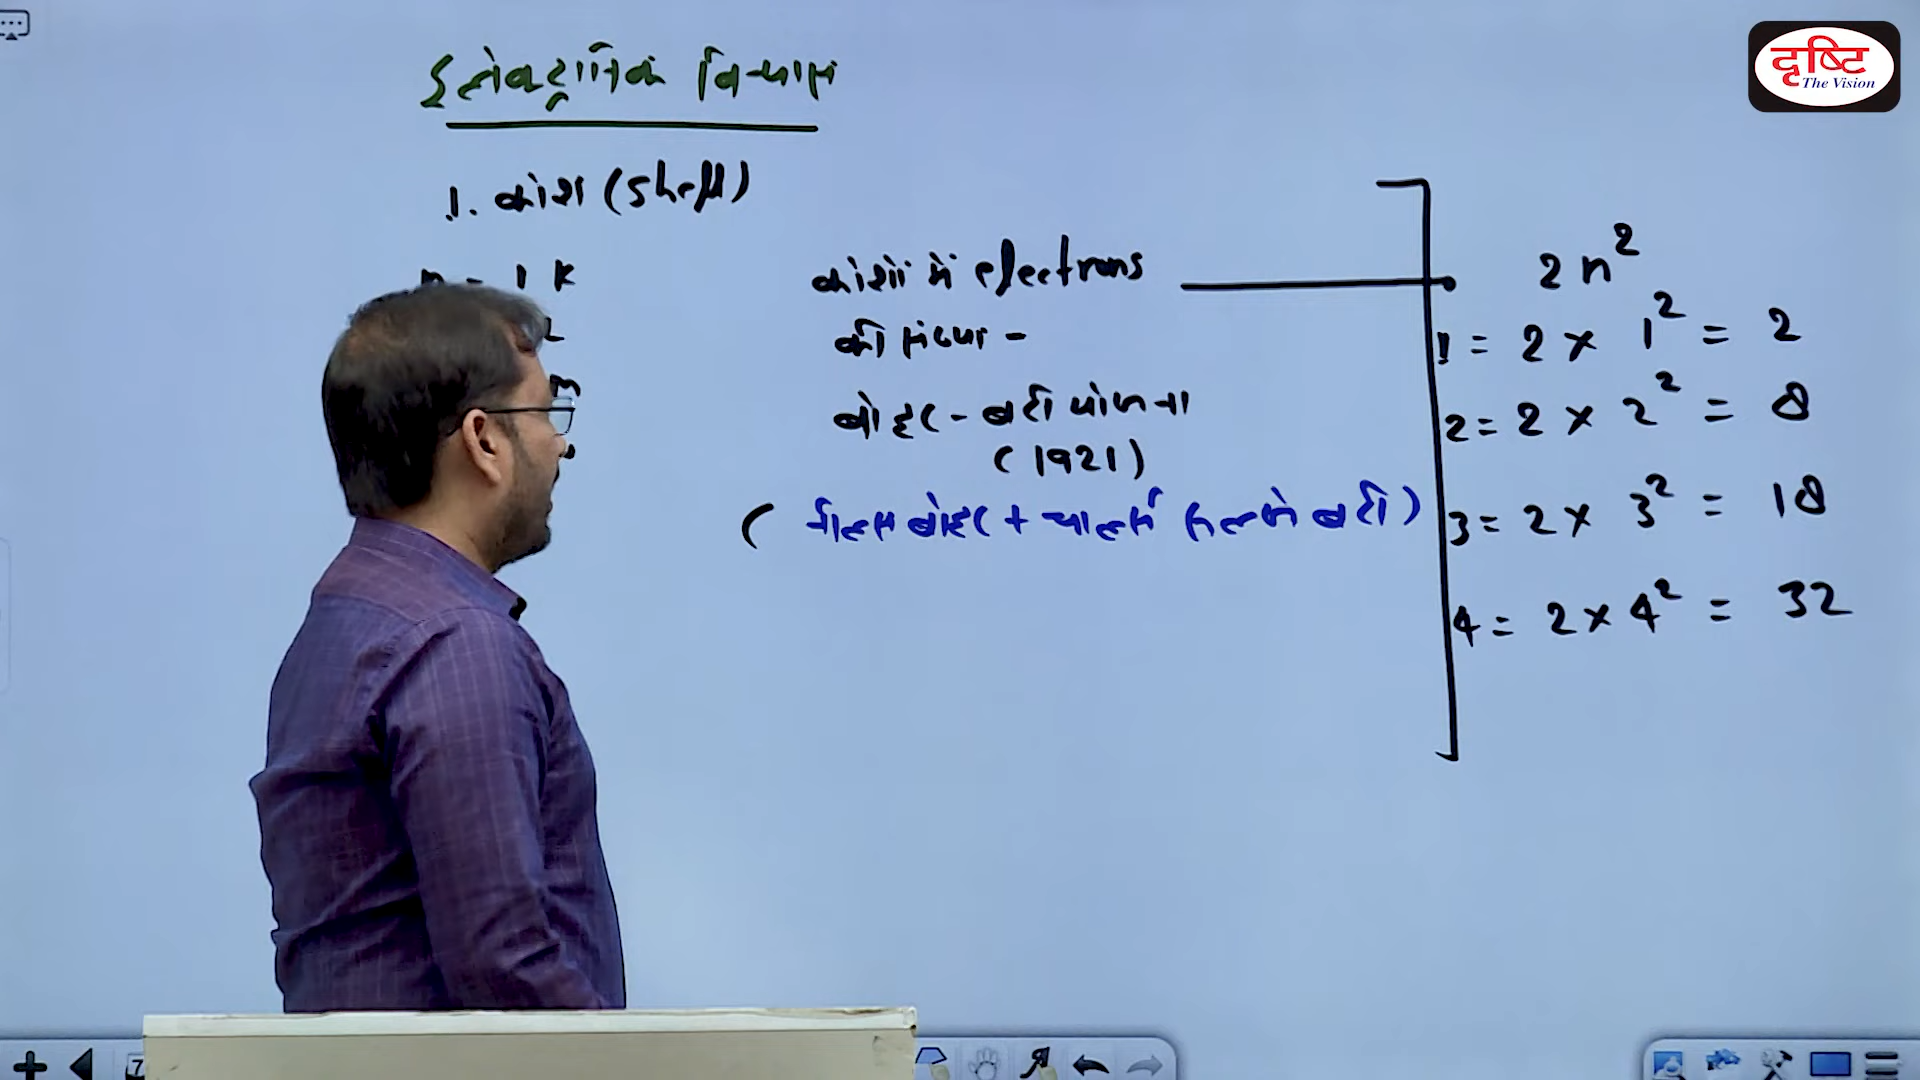 दृष्टि
The Vision
इलेक्ट्रॉनिक विन्यास
1. कोश (Shell)
n = 1 K
L
m
कोशों में electrons
की संख्या -
बोहर - बरी योजना
(1921)
( नील्स बोहर + चार्ल्स बरी )
2n²
1 = 2 × 1² = 2
2 = 2 × 2² = 8
3 = 2 × 3² = 18
4 = 2 × 4² = 32
7